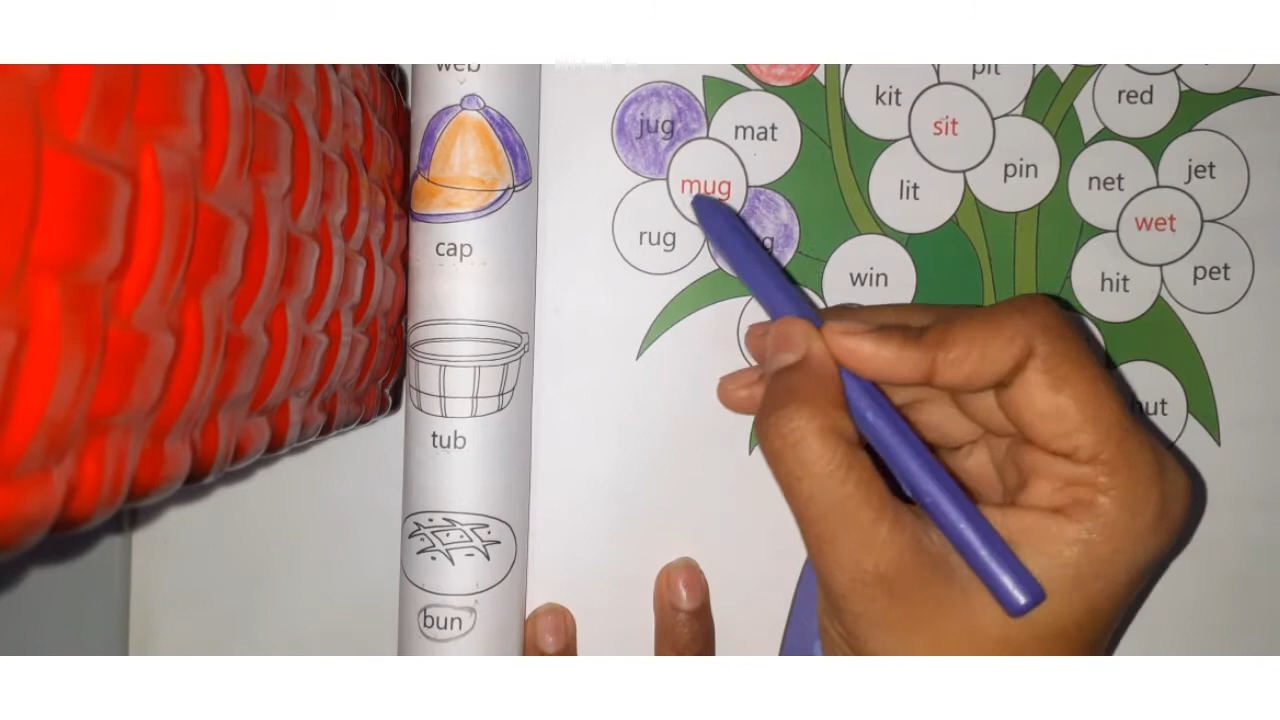 web
cap
tub
bun
jug
mat
mug
rug
kit
pit
sit
lit
pin
win
red
net
jet
wet
hit
pet